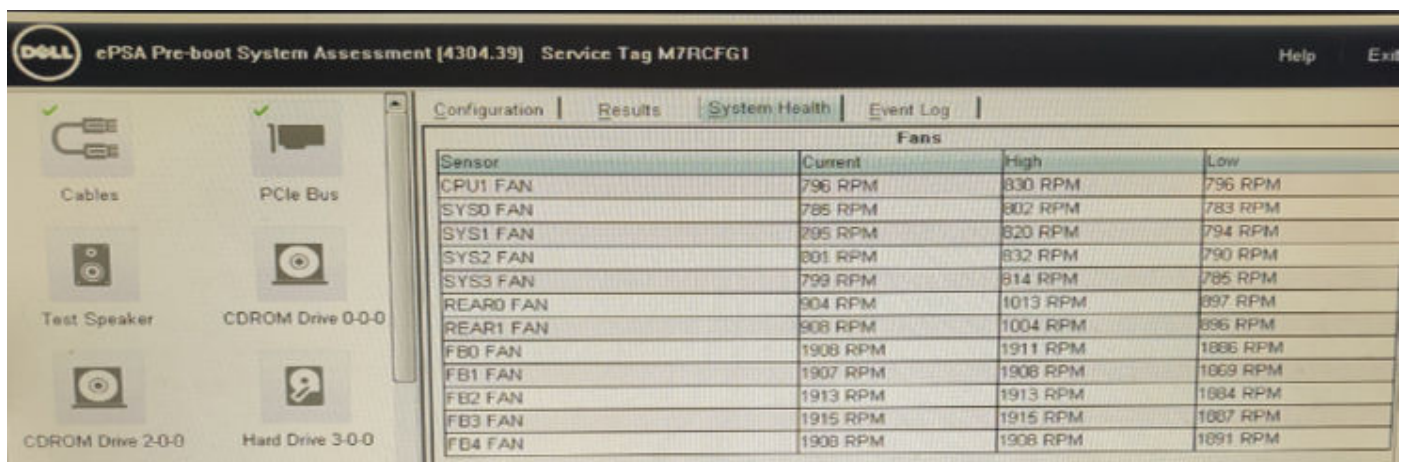 DELL ePSA Pre-boot System Assessment [4304.39] Service Tag M7RCFG1 Help Exit
Configuration Results System Health Event Log
Fans
Sensor Current High Low
CPU1 FAN 796 RPM 830 RPM 796 RPM
SYS0 FAN 785 RPM 802 RPM 783 RPM
SYS1 FAN 795 RPM 820 RPM 794 RPM
SYS2 FAN 801 RPM 832 RPM 790 RPM
SYS3 FAN 799 RPM 814 RPM 785 RPM
REAR0 FAN 904 RPM 1013 RPM 897 RPM
REAR1 FAN 908 RPM 1004 RPM 896 RPM
FB0 FAN 1908 RPM 1911 RPM 1886 RPM
FB1 FAN 1907 RPM 1908 RPM 1869 RPM
FB2 FAN 1913 RPM 1913 RPM 1884 RPM
FB3 FAN 1915 RPM 1915 RPM 1887 RPM
FB4 FAN 1908 RPM 1908 RPM 1891 RPM
Cables PCIe Bus
Test Speaker CDROM Drive 0-0-0
CDROM Drive 2-0-0 Hard Drive 3-0-0